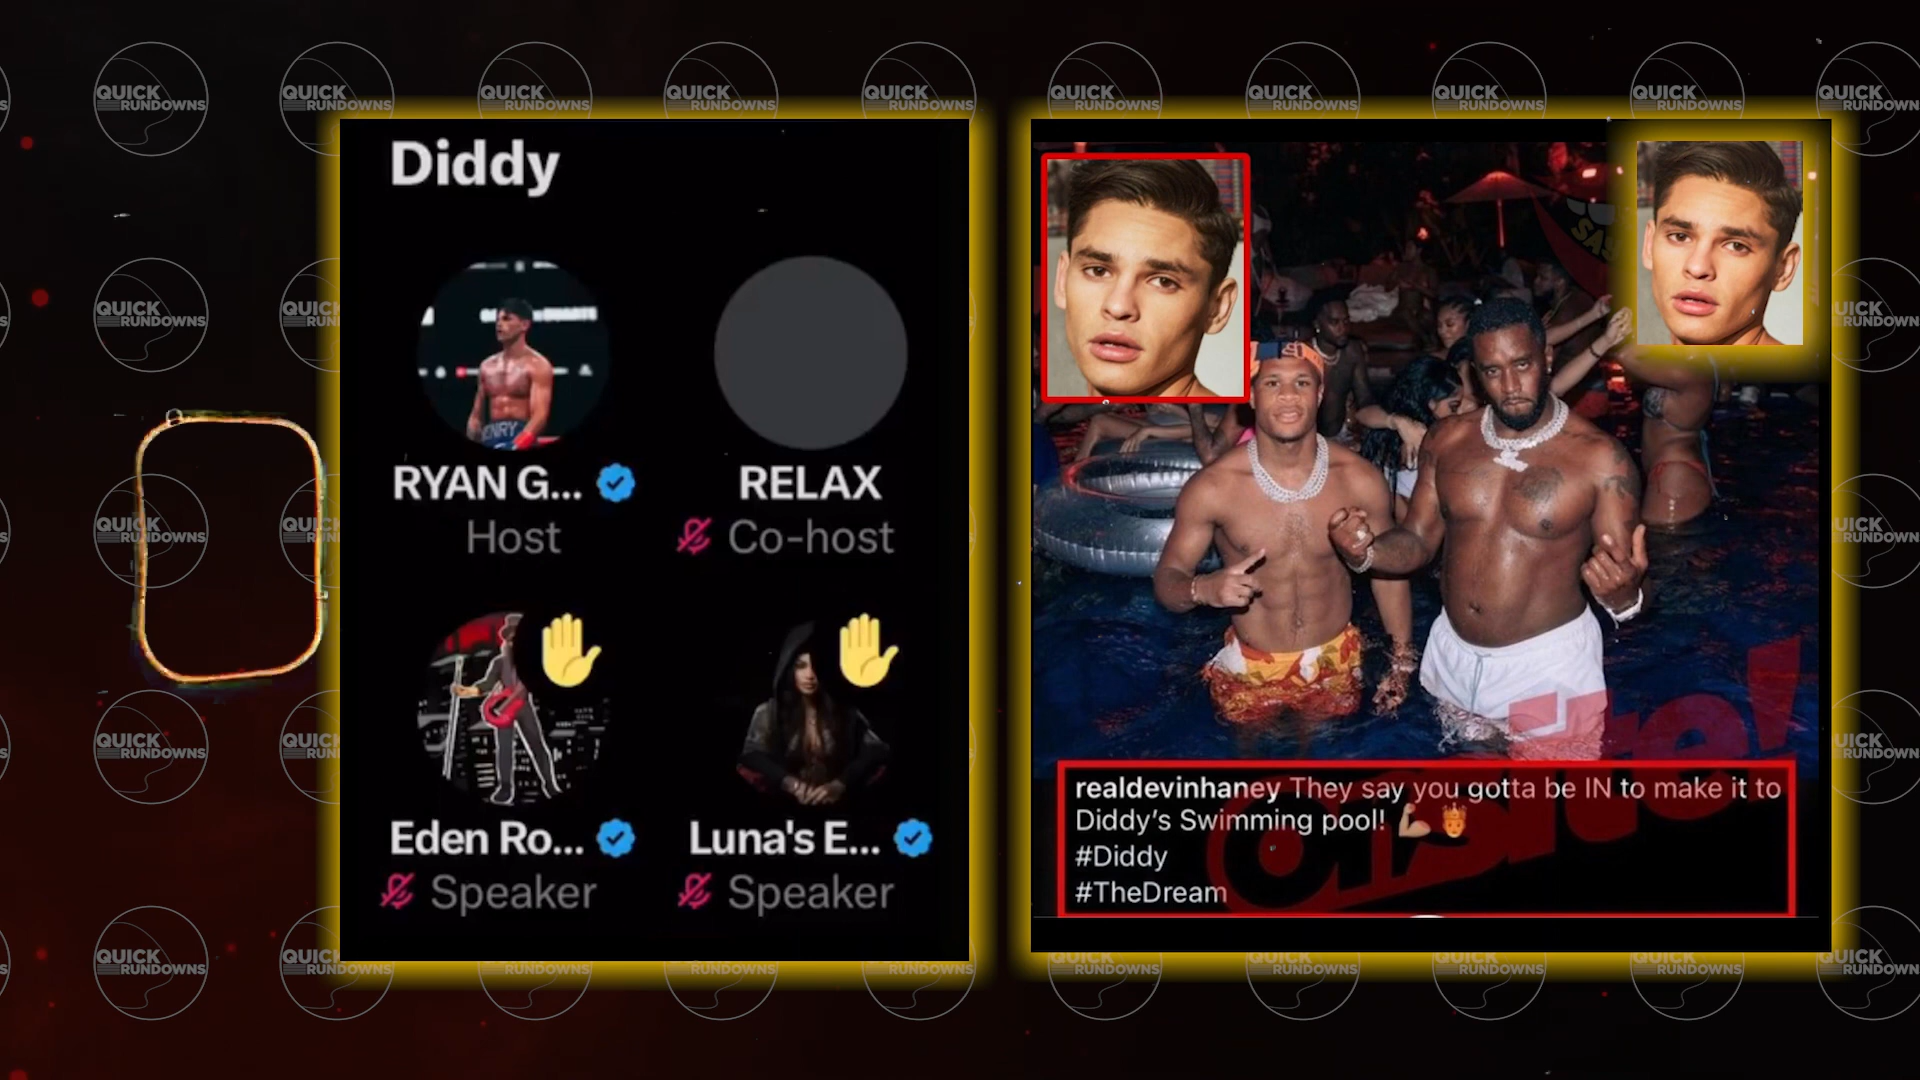 Diddy
RYAN G...
Host
RELAX
Co-host
Eden Ro...
Speaker
Luna's E...
Speaker
realdevinhaney They say you gotta be IN to make it to
Diddy's Swimming pool! 💪🏼 🤴
#Diddy
#TheDream
Onsite!
QUICK
RUNDOWNS